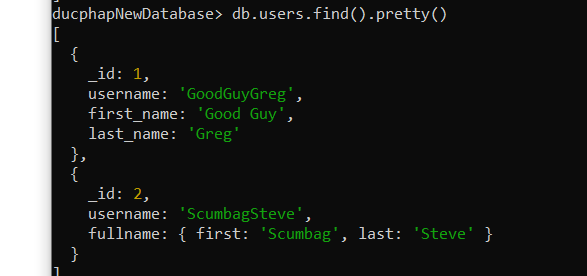 ducphapNewDatabase> db.users.find().pretty()
[
  {
    _id: 1,
    username: 'GoodGuyGreg',
    first_name: 'Good Guy',
    last_name: 'Greg'
  },
  {
    _id: 2,
    username: 'ScumbagSteve',
    fullname: { first: 'Scumbag', last: 'Steve' }
  }
]